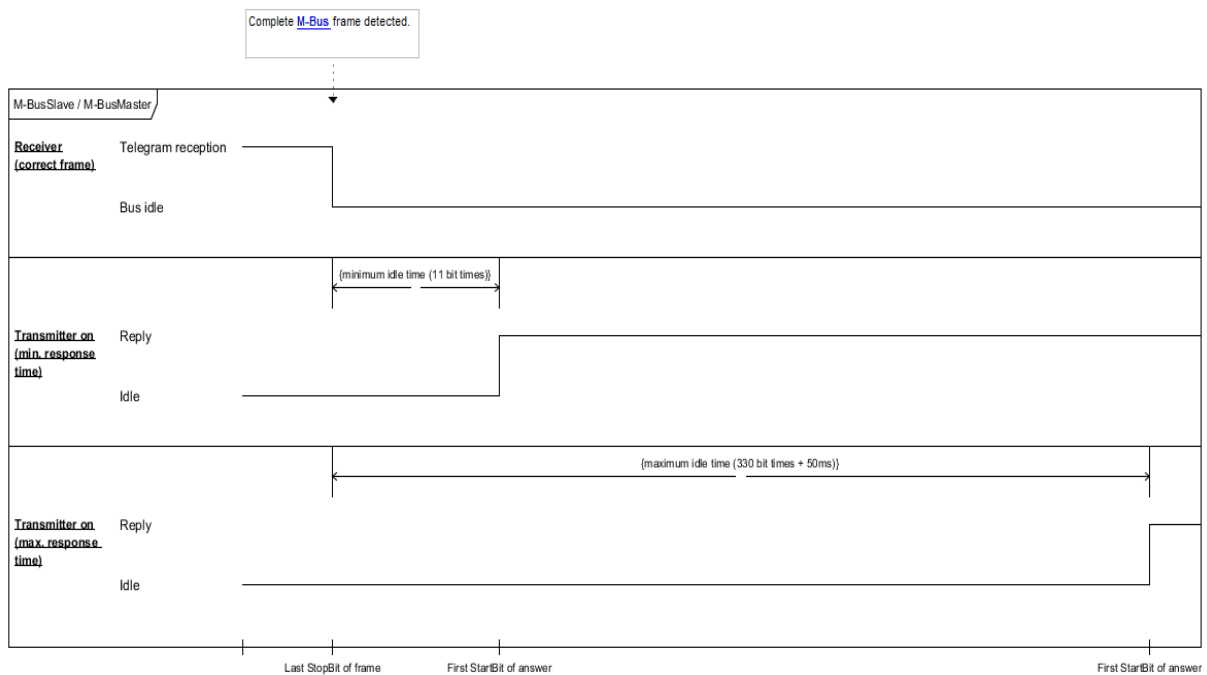 Complete M-Bus frame detected.
M-BusSlave / M-BusMaster
Receiver
(correct frame)
Telegram reception
Bus idle
{minimum idle time (11 bit times)}
Transmitter on
(min. response
time)
Reply
Idle
{maximum idle time (330 bit times + 50ms)}
Transmitter on
(max. response
time)
Reply
Idle
Last StopBit of frame
First StartBit of answer
First StartBit of answer